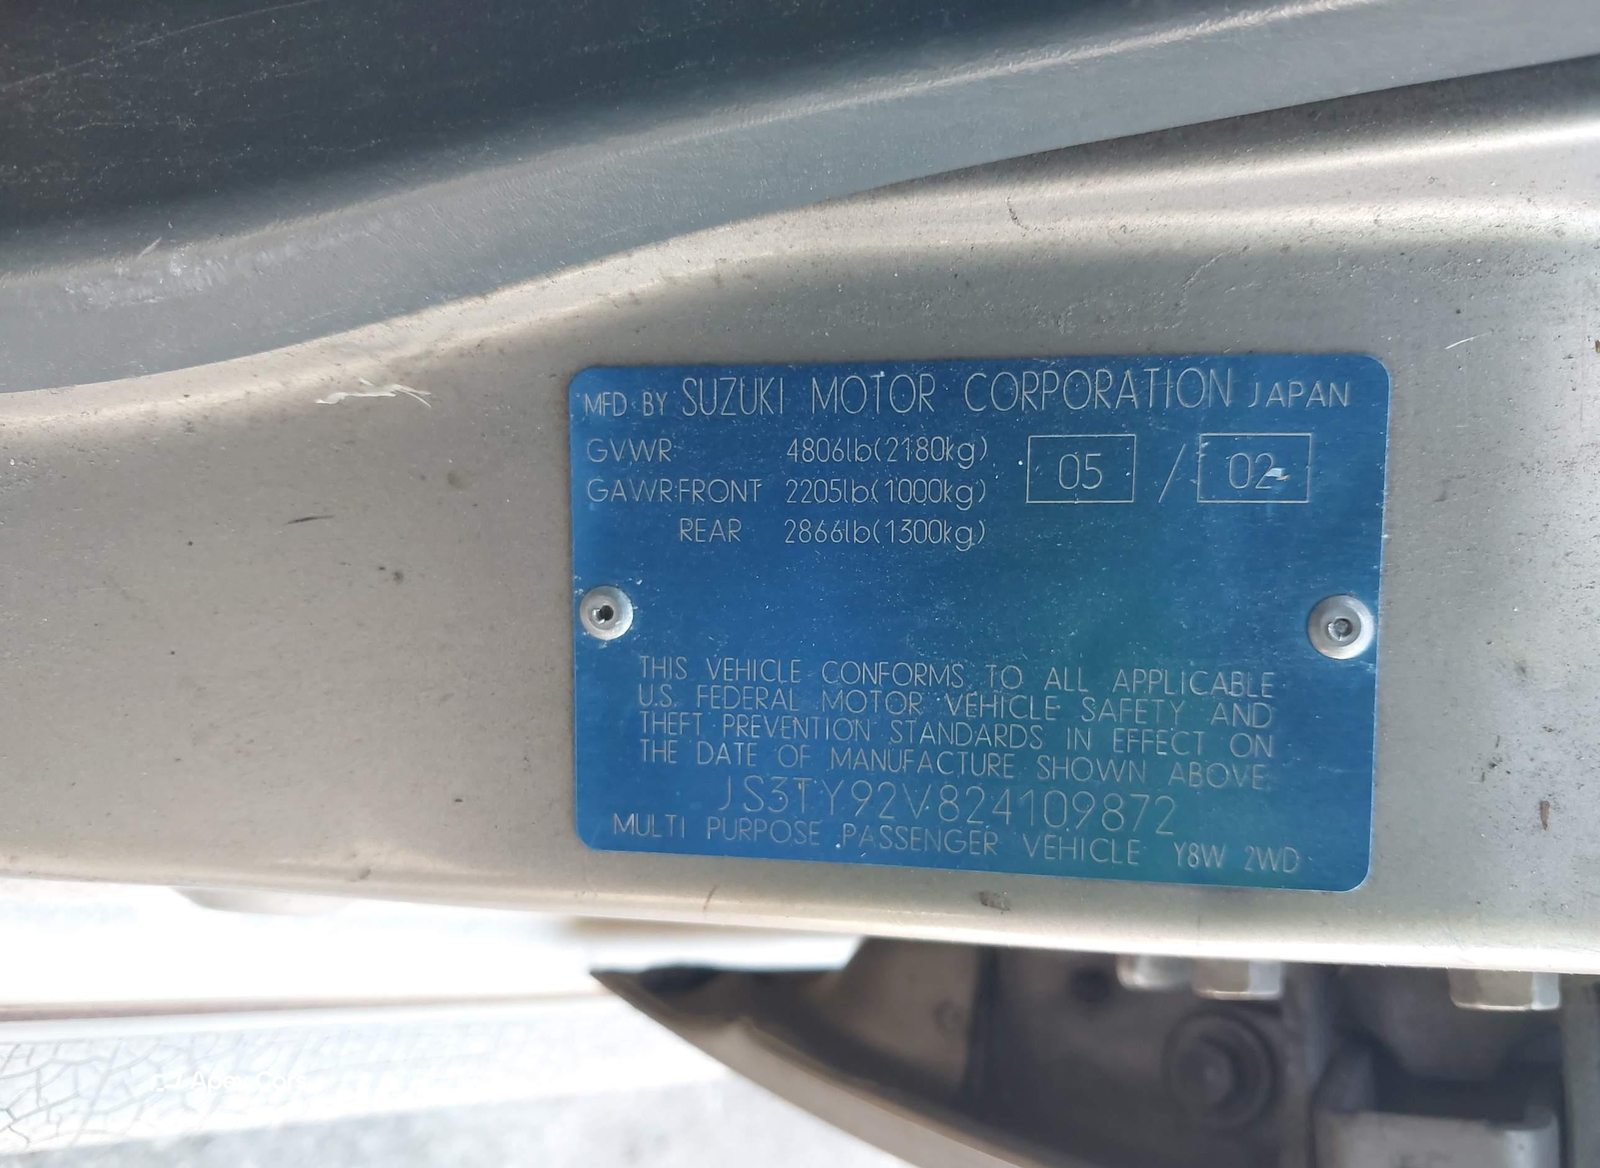 MFD BY SUZUKI MOTOR CORPORATION JAPAN
GVWR 4806lb(2180kg) 05 / 02
GAWR:FRONT 2205lb(1000kg)
REAR 2866lb(1300kg)
THIS VEHICLE CONFORMS TO ALL APPLICABLE
U.S. FEDERAL MOTOR VEHICLE SAFETY AND
THEFT PREVENTION STANDARDS IN EFFECT ON
THE DATE OF MANUFACTURE SHOWN ABOVE.
JS3TY92V824109872
MULTI PURPOSE PASSENGER VEHICLE Y8W 2WD
Apex Cars